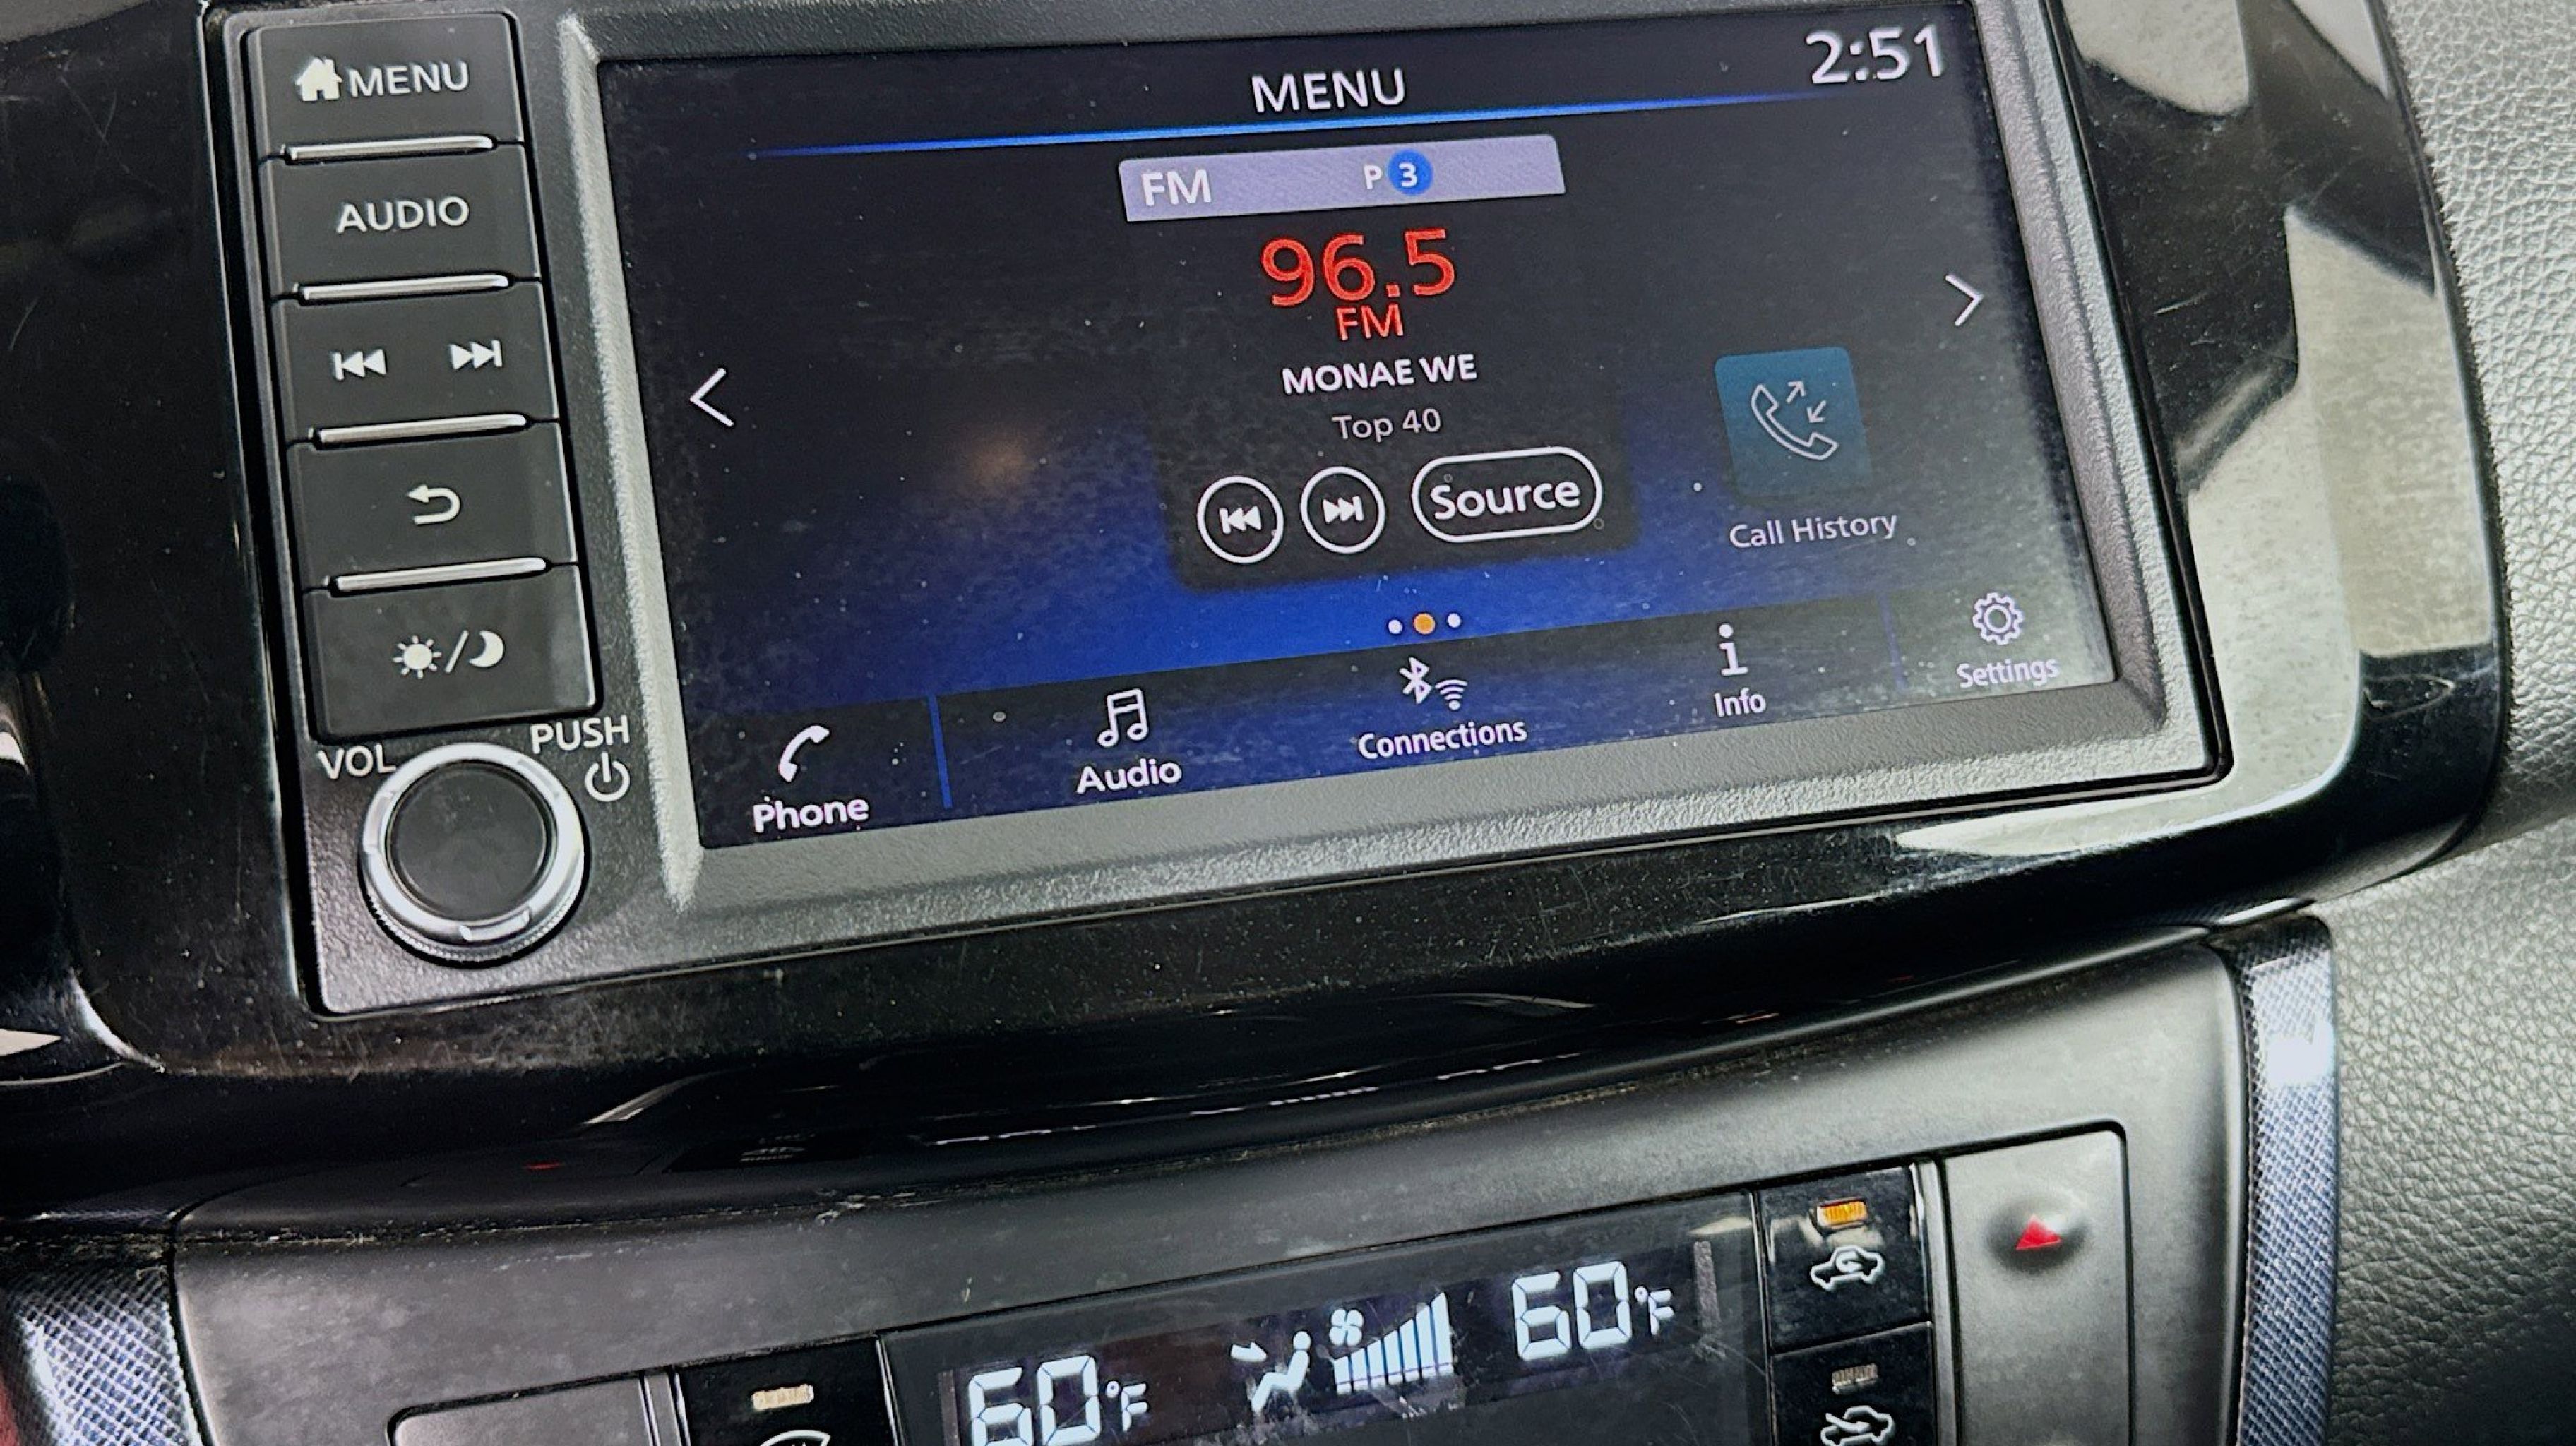 MENU
AUDIO
VOL
PUSH
MENU
2:51
FM P 3
96.5
FM
MONAE WE
Top 40
Source
Call History
Phone
Audio
Connections
Info
Settings
60°F
60°F